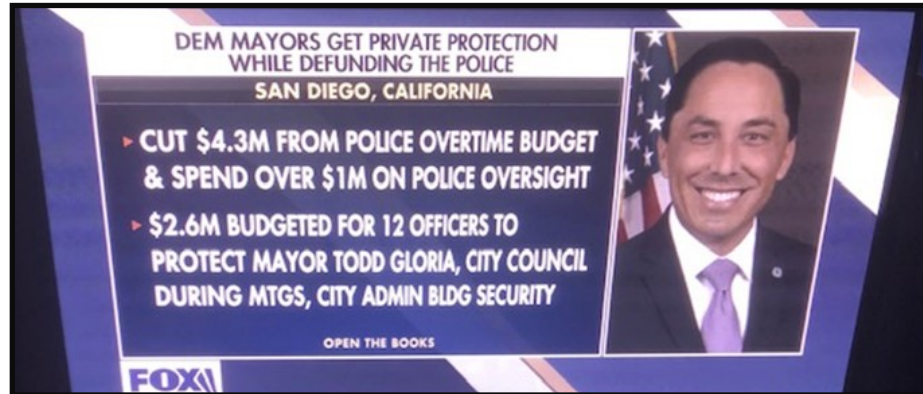 DEM MAYORS GET PRIVATE PROTECTION
WHILE DEFUNDING THE POLICE
SAN DIEGO, CALIFORNIA
▸ CUT $4.3M FROM POLICE OVERTIME BUDGET
& SPEND OVER $1M ON POLICE OVERSIGHT
▸ $2.6M BUDGETED FOR 12 OFFICERS TO
PROTECT MAYOR TODD GLORIA, CITY COUNCIL
DURING MTGS, CITY ADMIN BLDG SECURITY
OPEN THE BOOKS
FOX